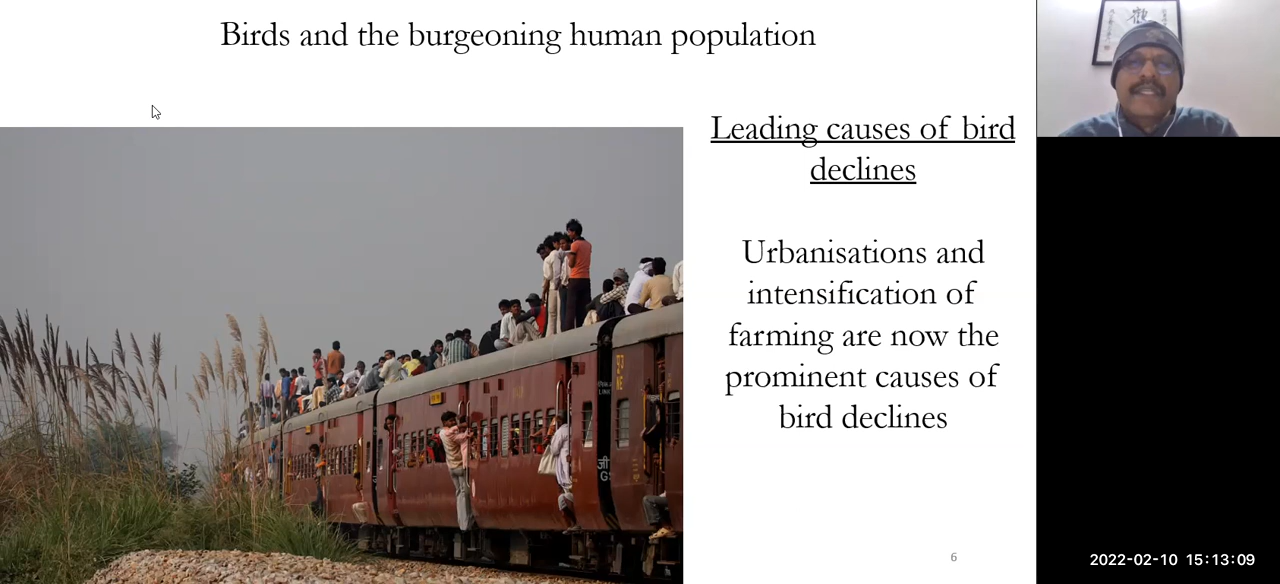 Birds and the burgeoning human population
Leading causes of bird
declines
Urbanisations and
intensification of
farming are now the
prominent causes of
bird declines
6
2022-02-10 15:13:09